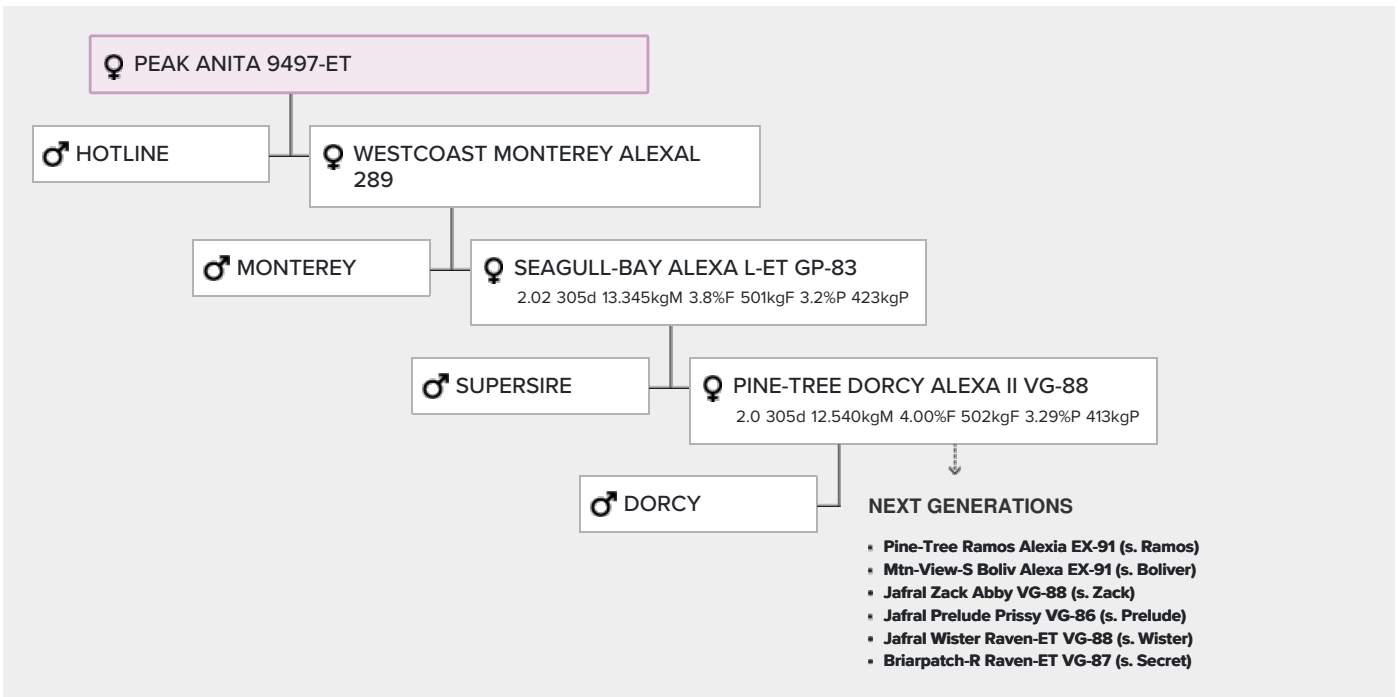 PEAK ANITA 9497-ET
HOTLINE
WESTCOAST MONTEREY ALEXAL
289
MONTEREY
SEAGULL-BAY ALEXA L-ET GP-83
2.02 305d 13.345kgM 3.8%F 501kgF 3.2%P 423kgP
SUPERSIRE
PINE-TREE DORCY ALEXA II VG-88
2.0 305d 12.540kgM 4.00%F 502kgF 3.29%P 413kgP
DORCY
NEXT GENERATIONS
Pine-Tree Ramos Alexia EX-91 (s. Ramos)
Mtn-View-S Boliv Alexa EX-91 (s. Boliver)
Jafral Zack Abby VG-88 (s. Zack)
Jafral Prelude Prissy VG-86 (s. Prelude)
Jafral Wister Raven-ET VG-88 (s. Wister)
Briarpatch-R Raven-ET VG-87 (s. Secret)